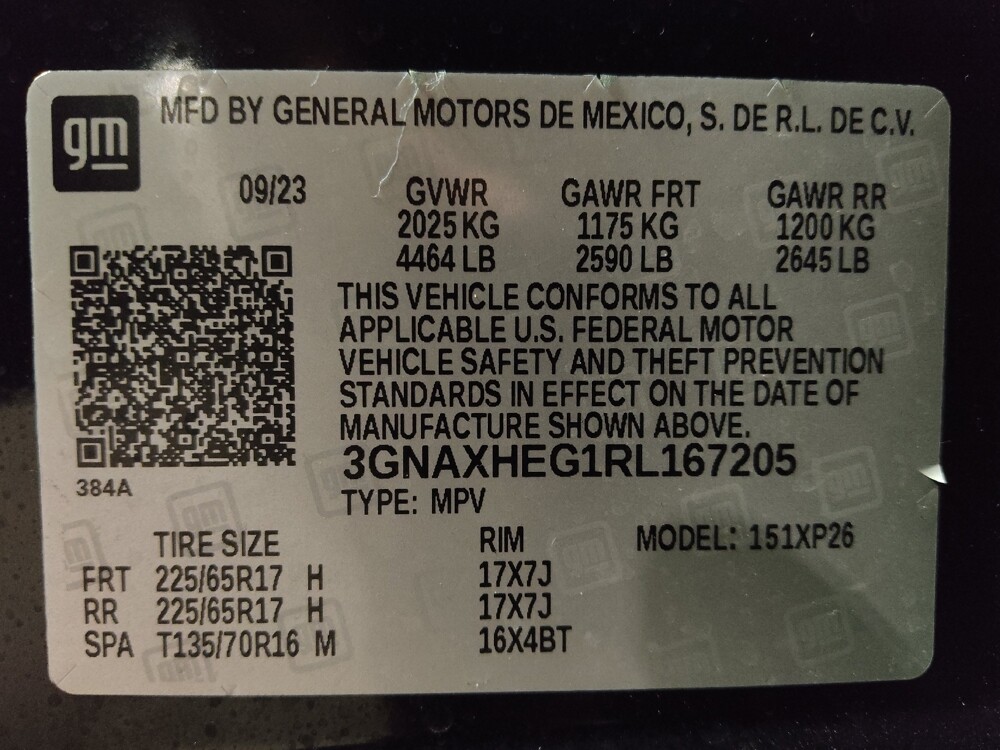 gm
MFD BY GENERAL MOTORS DE MEXICO, S. DE R.L. DE C.V.
09/23 GVWR GAWR FRT GAWR RR
2025 KG 1175 KG 1200 KG
4464 LB 2590 LB 2645 LB
THIS VEHICLE CONFORMS TO ALL
APPLICABLE U.S. FEDERAL MOTOR
VEHICLE SAFETY AND THEFT PREVENTION
STANDARDS IN EFFECT ON THE DATE OF
MANUFACTURE SHOWN ABOVE.
3GNAXHEG1RL167205
384A
TYPE: MPV
TIRE SIZE RIM MODEL: 151XP26
FRT 225/65R17 H 17X7J
RR 225/65R17 H 17X7J
SPA T135/70R16 M 16X4BT